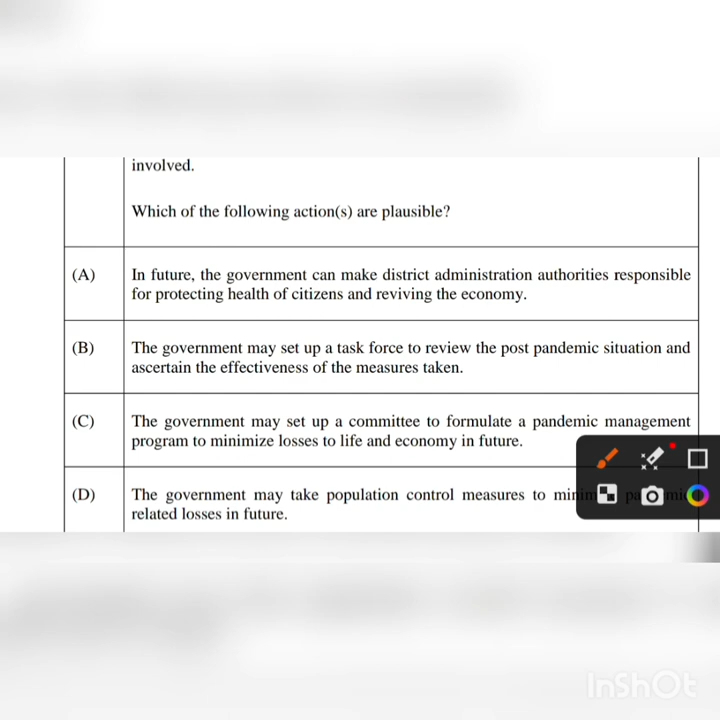 involved.
Which of the following action(s) are plausible?
(A) In future, the government can make district administration authorities responsible
for protecting health of citizens and reviving the economy.
(B) The government may set up a task force to review the post pandemic situation and
ascertain the effectiveness of the measures taken.
(C) The government may set up a committee to formulate a pandemic management
program to minimize losses to life and economy in future.
(D) The government may take population control measures to
related losses in future.
InShOt